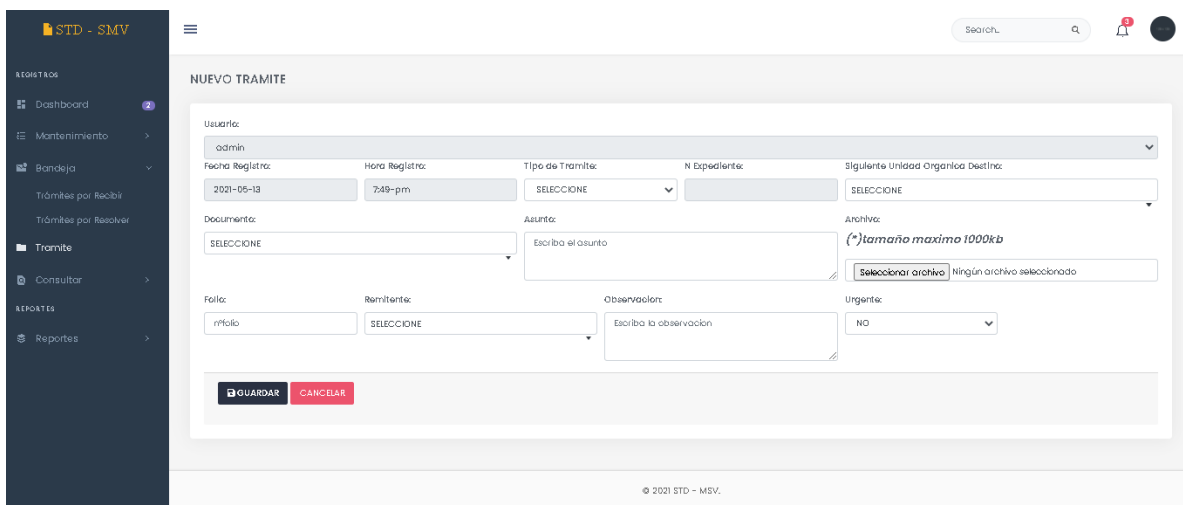 STD - SMV
Search..
3
REGISTROS
Dashboard 2
Mantenimiento
Bandeja
Trámites por Recibir
Trámites por Resolver
Tramite
Consultar
REPORTES
Reportes
NUEVO TRAMITE
Usuario:
admin
Fecha Registro: Hora Registro: Tipo de Tramite: N Expediente: Siguiente Unidad Organica Destino:
2021-05-13 7:49-pm SELECCIONE SELECCIONE
Documento: Asunto: Archivo:
SELECCIONE Escriba el asunto (*)tamaño maximo 1000kb
Seleccionar archivo Ningún archivo seleccionado
Folio: Remitente: Observacion: Urgente:
nºfolio SELECCIONE Escriba la observacion NO
GUARDAR CANCELAR
© 2021 STD - MSV.